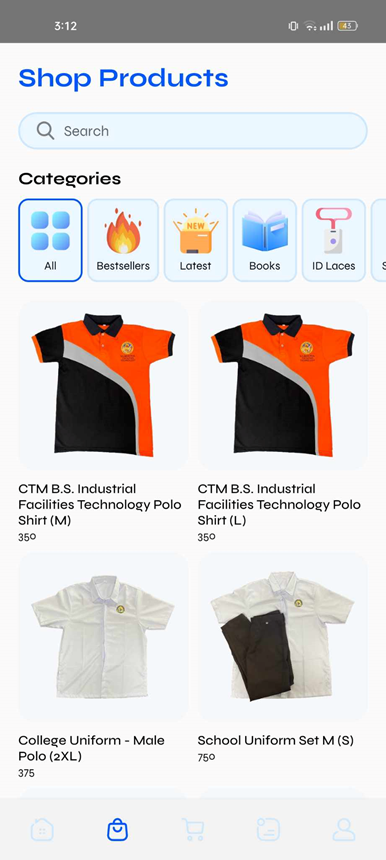 3:12
45
Shop Products
Search
Categories
NEW
All
Bestsellers
Latest
Books
ID Laces
S
CTM B.S. Industrial
Facilities Technology Polo
Shirt (M)
350
CTM B.S. Industrial
Facilities Technology Polo
Shirt (L)
350
College Uniform - Male
Polo (2XL)
375
School Uniform Set M (S)
750